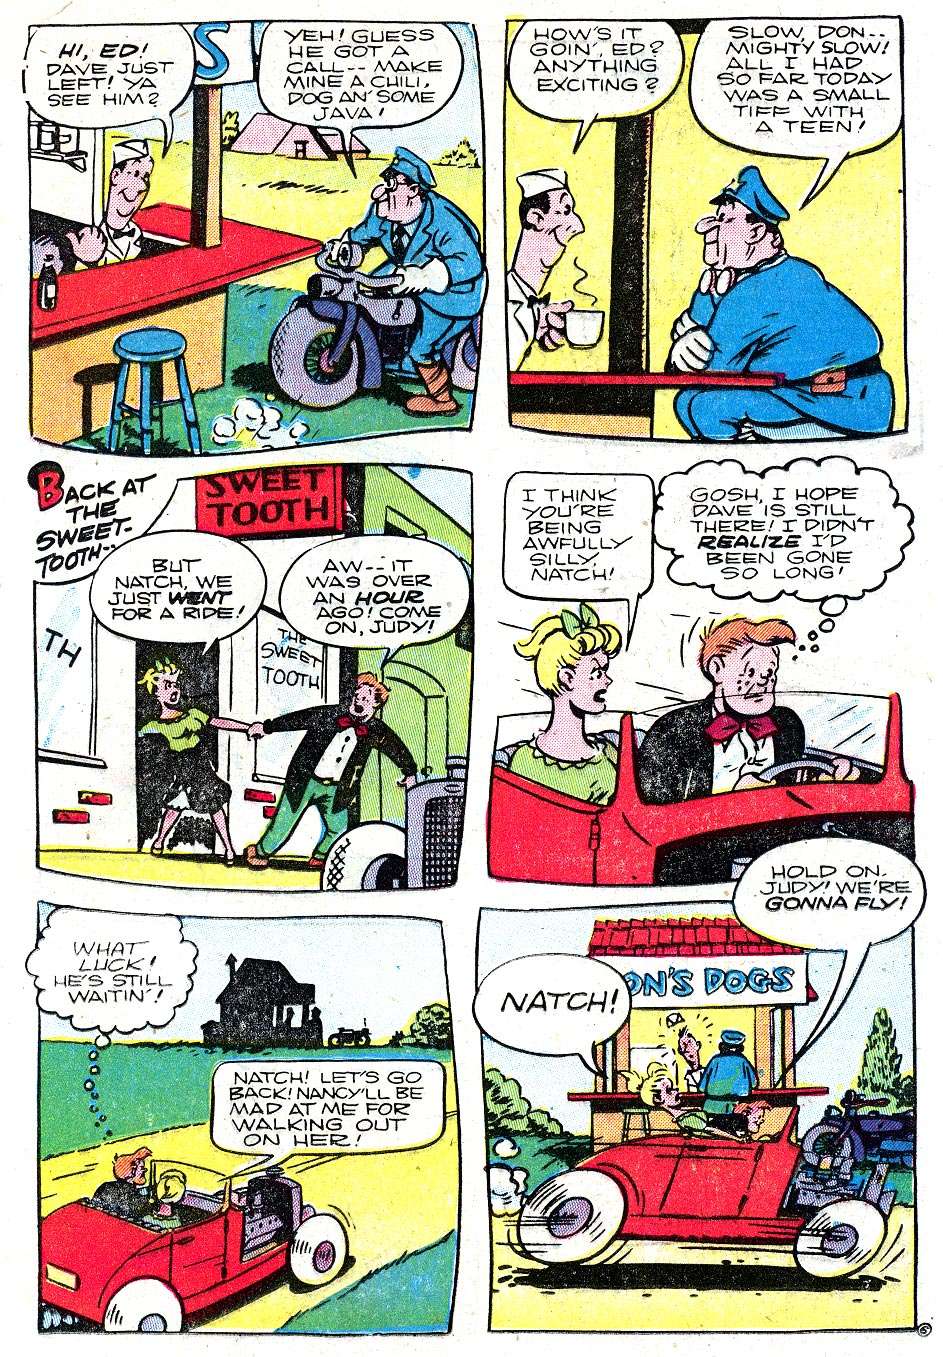 HI, ED!
DAVE JUST
LEFT! YA
SEE HIM?
S
YEH! GUESS
HE GOT A
CALL-- MAKE
MINE A CHILI,
DOG AN' SOME
JAVA!
HOW'S IT
GOIN', ED?
ANYTHING
EXCITING?
SLOW, DON--
MIGHTY SLOW!
ALL I HAD
SO FAR TODAY
WAS A SMALL
TIFF WITH
A TEEN!
BACK AT
THE
SWEET-
TOOTH--
SWEET
TOOTH
BUT
NATCH, WE
JUST WENT
FOR A RIDE!
AW-- IT
WAS OVER
AN HOUR
AGO! COME
ON, JUDY!
TH
THE
SWEET
TOOTH
I THINK
YOU'RE
BEING
AWFULLY
SILLY,
NATCH!
GOSH, I HOPE
DAVE IS STILL
THERE! I DIDN'T
REALIZE I'D
BEEN GONE
SO LONG!
WHAT
LUCK!
HE'S STILL
WAITIN'!
NATCH! LET'S GO
BACK! NANCY'LL BE
MAD AT ME FOR
WALKING OUT
ON HER!
HOLD ON,
JUDY! WE'RE
GONNA FLY!
NATCH!
ON'S DOGS
5